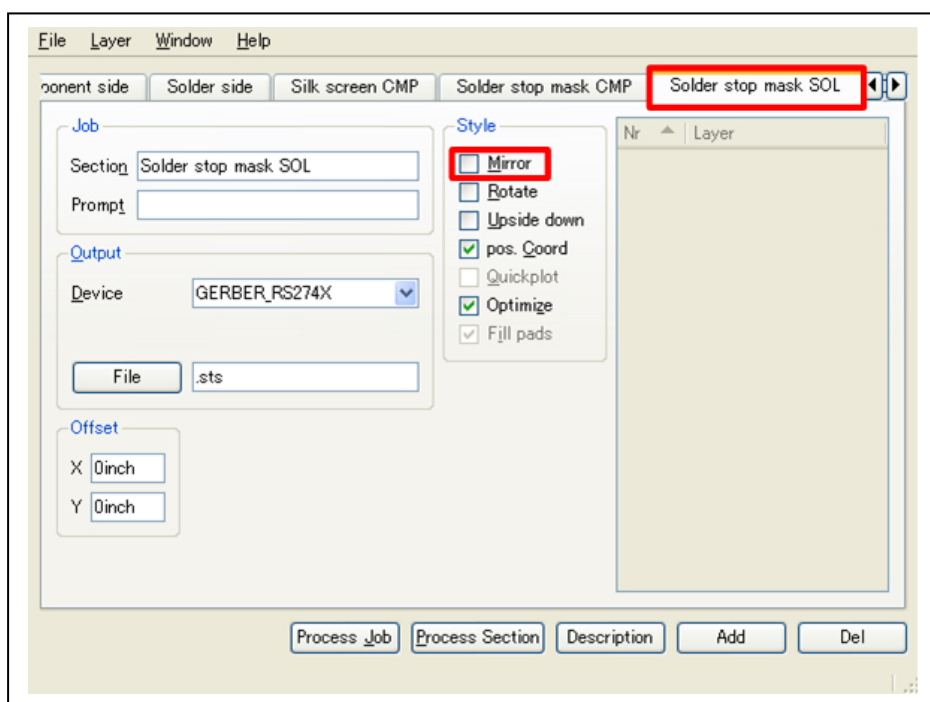 File Layer Window Help
ponent side Solder side Silk screen CMP Solder stop mask CMP Solder stop mask SOL
Job
Section Solder stop mask SOL
Prompt
Output
Device GERBER_RS274X
File .sts
Offset
X 0inch
Y 0inch
Style
Mirror
Rotate
Upside down
pos. Coord
Quickplot
Optimize
Fill pads
Nr Layer
Process Job Process Section Description Add Del